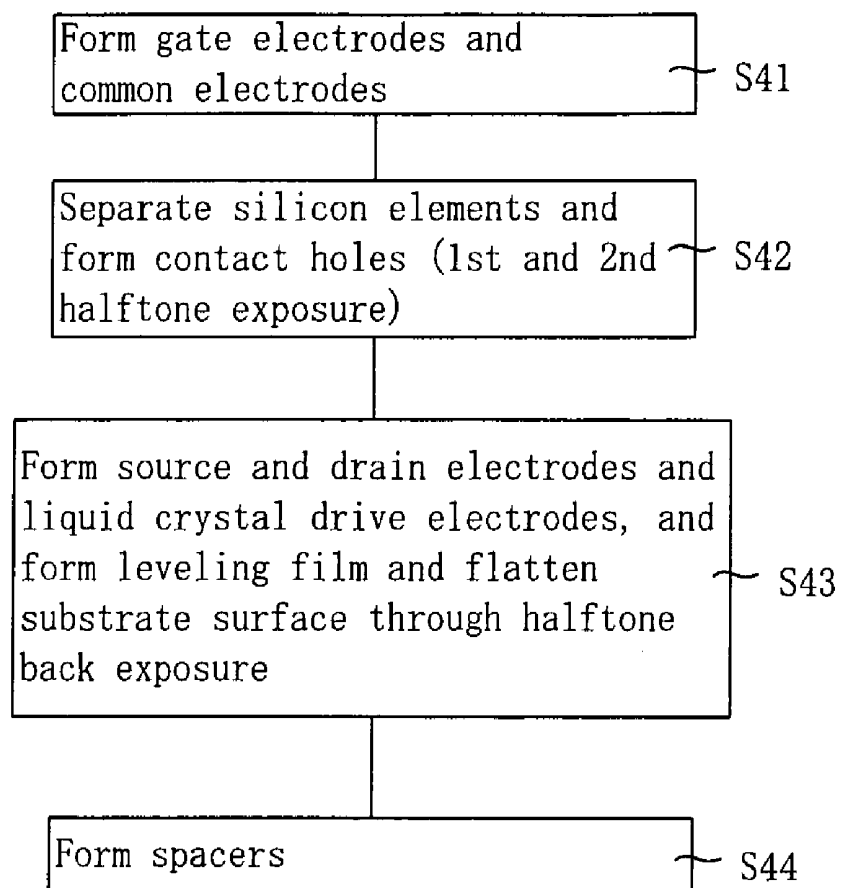 Form gate electrodes and
common electrodes
S41
Separate silicon elements and
form contact holes (1st and 2nd
halftone exposure)
S42
Form source and drain electrodes and
liquid crystal drive electrodes, and
form leveling film and flatten
substrate surface through halftone
back exposure
S43
Form spacers
S44